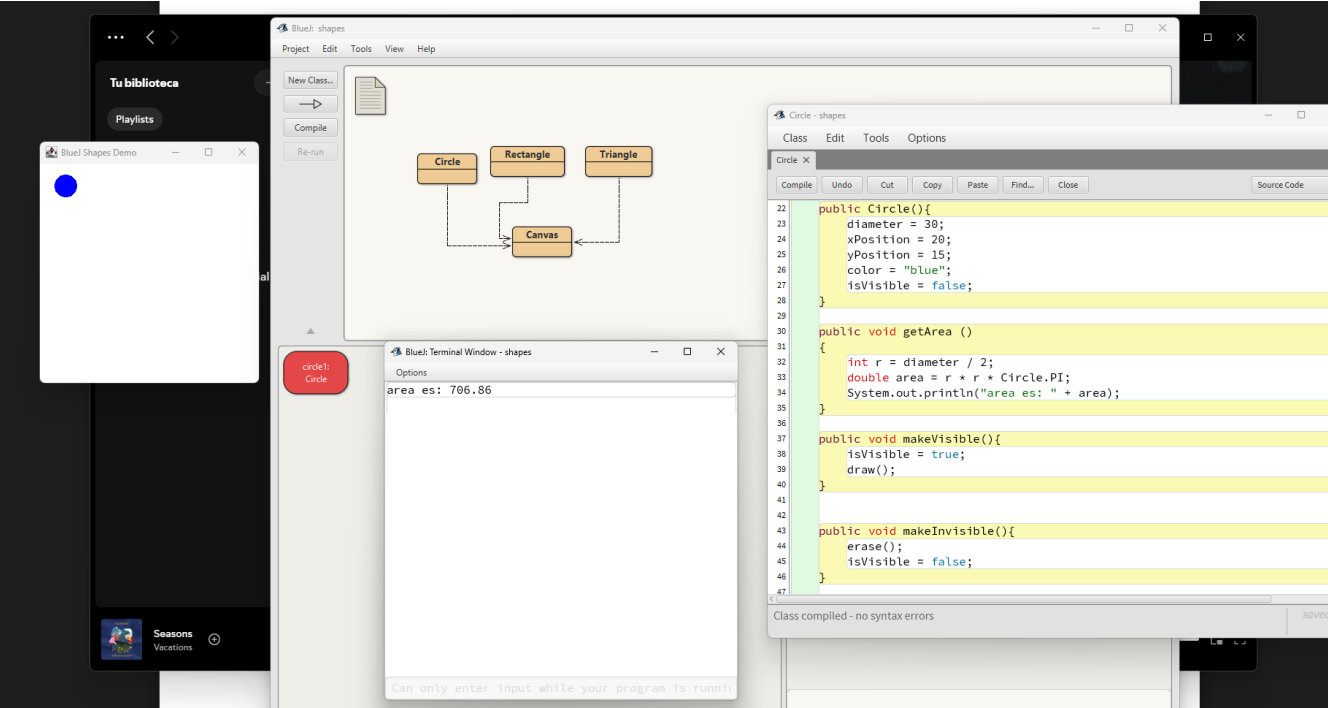 BlueJ: shapes
Project Edit Tools View Help
Tu biblioteca
Playlists
New Class...
Compile
Re-run
Circle
Rectangle
Triangle
Canvas
BlueJ Shapes Demo
al
circle1:
Circle
BlueJ: Terminal Window - shapes
Options
area es: 706.86
Can only enter input while your program is runnin
Seasons
Vacations
Circle - shapes
Class Edit Tools Options
Circle X
Compile Undo Cut Copy Paste Find... Close Source Code
22 public Circle(){
23 diameter = 30;
24 xPosition = 20;
25 yPosition = 15;
26 color = "blue";
27 isVisible = false;
28 }
29
30 public void getArea ()
31 {
32 int r = diameter / 2;
33 double area = r * r * Circle.PI;
34 System.out.println("area es: " + area);
35 }
36
37 public void makeVisible(){
38 isVisible = true;
39 draw();
40 }
41
42
43 public void makeInvisible(){
44 erase();
45 isVisible = false;
46 }
47
Class compiled - no syntax errors
saved